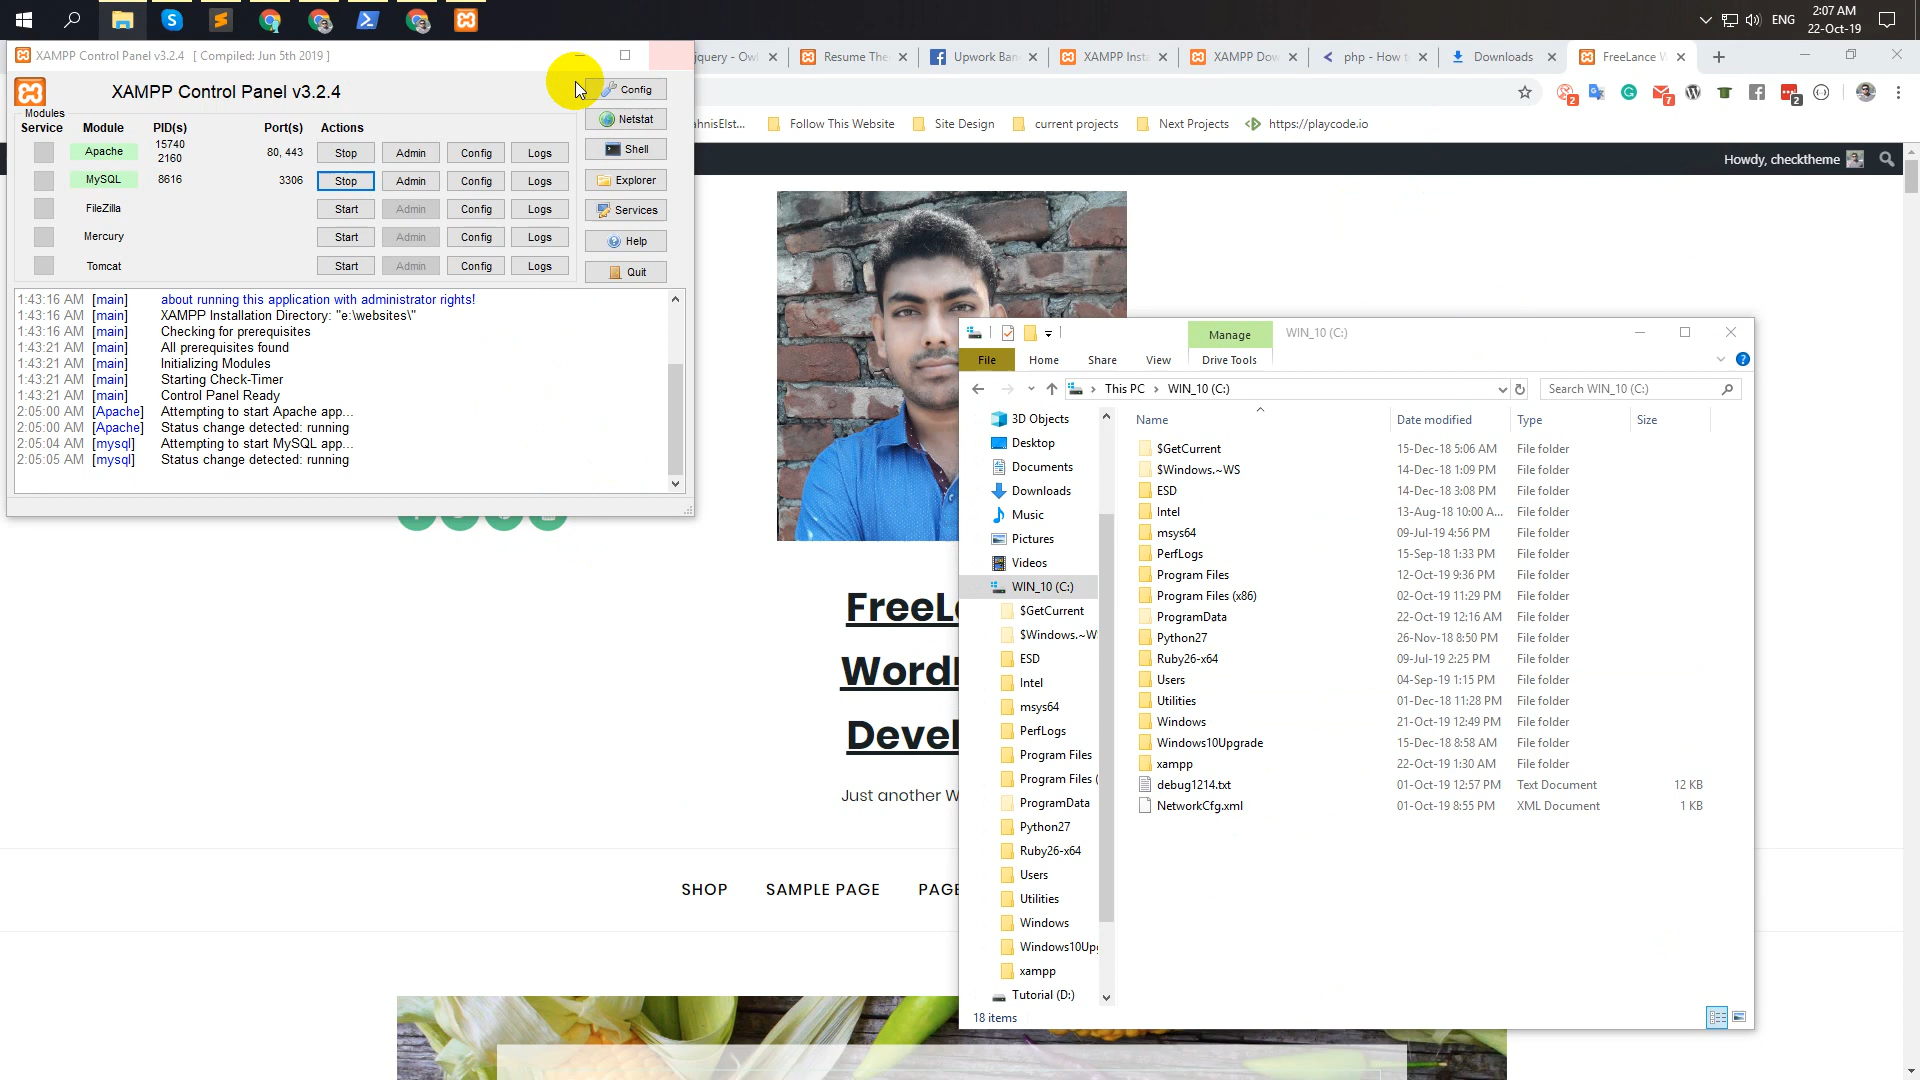 ENG
2:07 AM
22-Oct-19
XAMPP Control Panel v3.2.4 [ Compiled: Jun 5th 2019 ]
XAMPP Control Panel v3.2.4
Modules
Service Module PID(s) Port(s) Actions
Apache 15740 2160 80, 443 Stop Admin Config Logs
MySQL 8616 3306 Stop Admin Config Logs
FileZilla Start Admin Config Logs
Mercury Start Admin Config Logs
Tomcat Start Admin Config Logs
Config
Netstat
Shell
Explorer
Services
Help
Quit
1:43:16 AM [main] about running this application with administrator rights!
1:43:16 AM [main] XAMPP Installation Directory: "e:\websites\"
1:43:16 AM [main] Checking for prerequisites
1:43:21 AM [main] All prerequisites found
1:43:21 AM [main] Initializing Modules
1:43:21 AM [main] Starting Check-Timer
1:43:21 AM [main] Control Panel Ready
2:05:00 AM [Apache] Attempting to start Apache app...
2:05:00 AM [Apache] Status change detected: running
2:05:04 AM [mysql] Attempting to start MySQL app...
2:05:05 AM [mysql] Status change detected: running
jquery - Owl Resume The Upwork Ban XAMPP Insta XAMPP Dow php - How t Downloads FreeLance W
2 7 2
ahnisElst... Follow This Website Site Design current projects Next Projects https://playcode.io
Howdy, checktheme
FreeL
WordP
Devel
Just another W
SHOP SAMPLE PAGE PAGE
Manage WIN_10 (C:)
File Home Share View Drive Tools
This PC > WIN_10 (C:) Search WIN_10 (C:)
3D Objects
Desktop
Documents
Downloads
Music
Pictures
Videos
WIN_10 (C:)
$GetCurrent
$Windows.~W
ESD
Intel
msys64
PerfLogs
Program Files
Program Files (
ProgramData
Python27
Ruby26-x64
Users
Utilities
Windows
Windows10Upg
xampp
Tutorial (D:)
Name Date modified Type Size
$GetCurrent 15-Dec-18 5:06 AM File folder
$Windows.~WS 14-Dec-18 1:09 PM File folder
ESD 14-Dec-18 3:08 PM File folder
Intel 13-Aug-18 10:00 A... File folder
msys64 09-Jul-19 4:56 PM File folder
PerfLogs 15-Sep-18 1:33 PM File folder
Program Files 12-Oct-19 9:36 PM File folder
Program Files (x86) 02-Oct-19 11:29 PM File folder
ProgramData 22-Oct-19 12:16 AM File folder
Python27 26-Nov-18 8:50 PM File folder
Ruby26-x64 09-Jul-19 2:25 PM File folder
Users 04-Sep-19 1:15 PM File folder
Utilities 01-Dec-18 11:28 PM File folder
Windows 21-Oct-19 12:49 PM File folder
Windows10Upgrade 15-Dec-18 8:58 AM File folder
xampp 22-Oct-19 1:30 AM File folder
debug1214.txt 01-Oct-19 12:57 PM Text Document 12 KB
NetworkCfg.xml 01-Oct-19 8:55 PM XML Document 1 KB
18 items